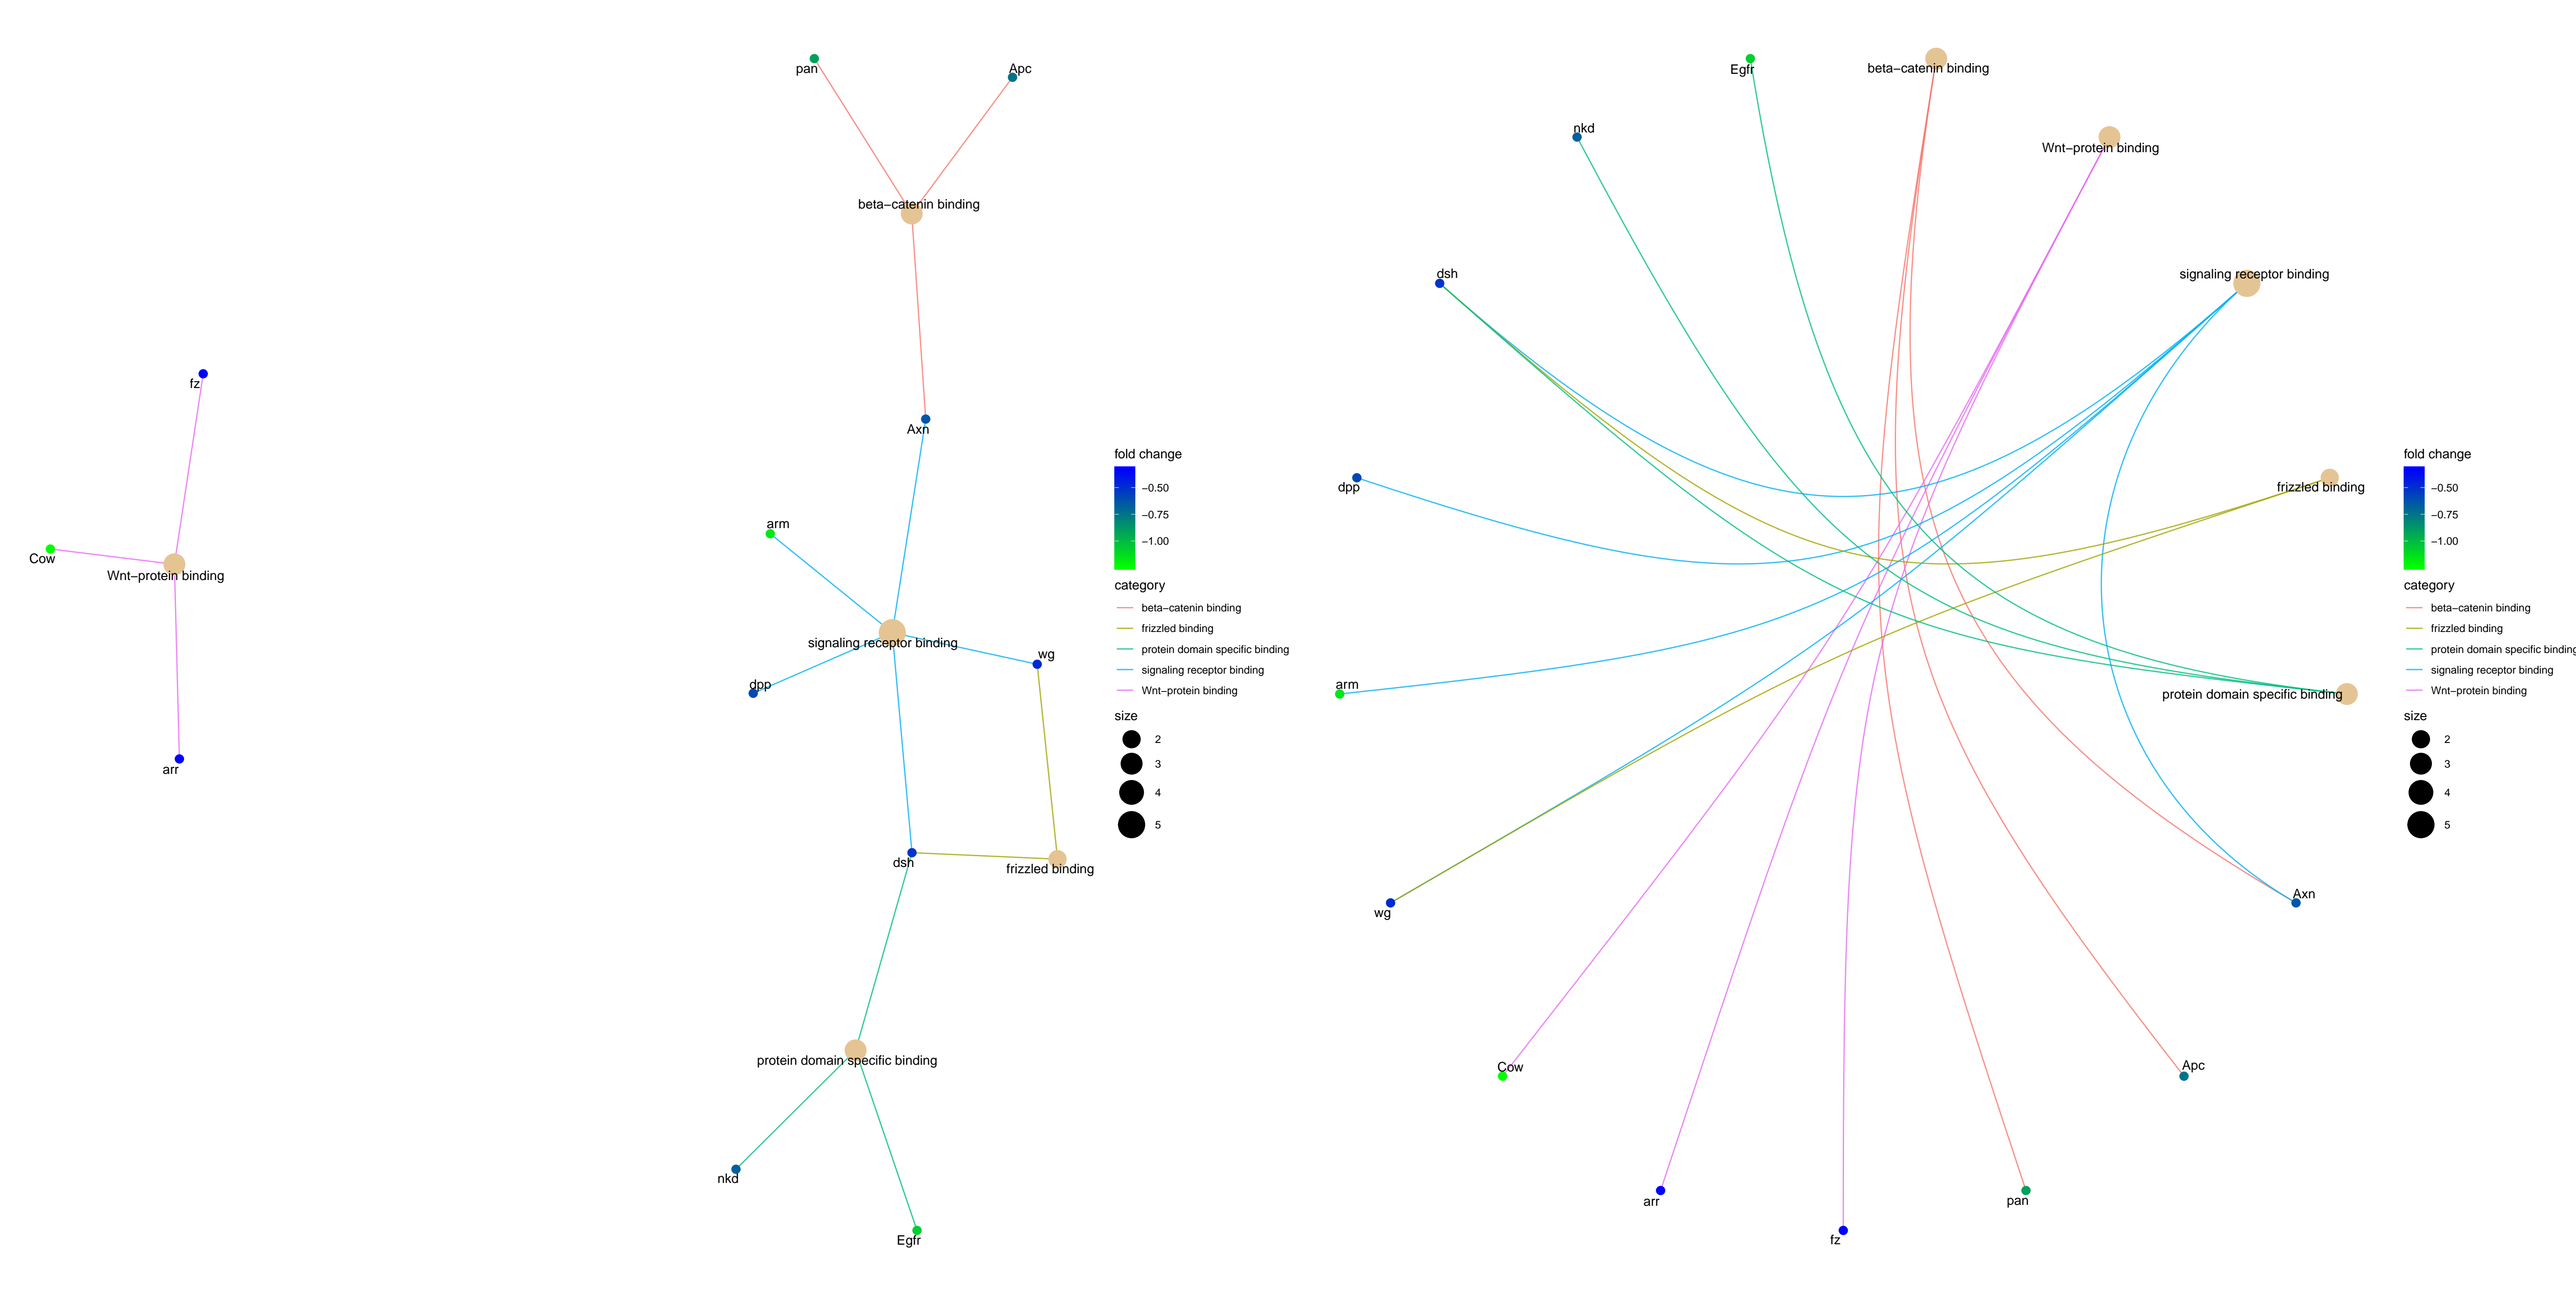 pan
Apc
beta−catenin binding
fz
Axn
arm
Cow
Wnt−protein binding
signaling receptor binding
wg
dpp
arr
dsh
frizzled binding
protein domain specific binding
nkd
Egfr
fold change
−0.50
−0.75
−1.00
category
beta−catenin binding
frizzled binding
protein domain specific binding
signaling receptor binding
Wnt−protein binding
size
2
3
4
5
Egfr
beta−catenin binding
nkd
Wnt−protein binding
dsh
signaling receptor binding
dpp
frizzled binding
arm
protein domain specific binding
wg
Axn
Cow
Apc
arr
pan
fz
fold change
−0.50
−0.75
−1.00
category
beta−catenin binding
frizzled binding
protein domain specific binding
signaling receptor binding
Wnt−protein binding
size
2
3
4
5